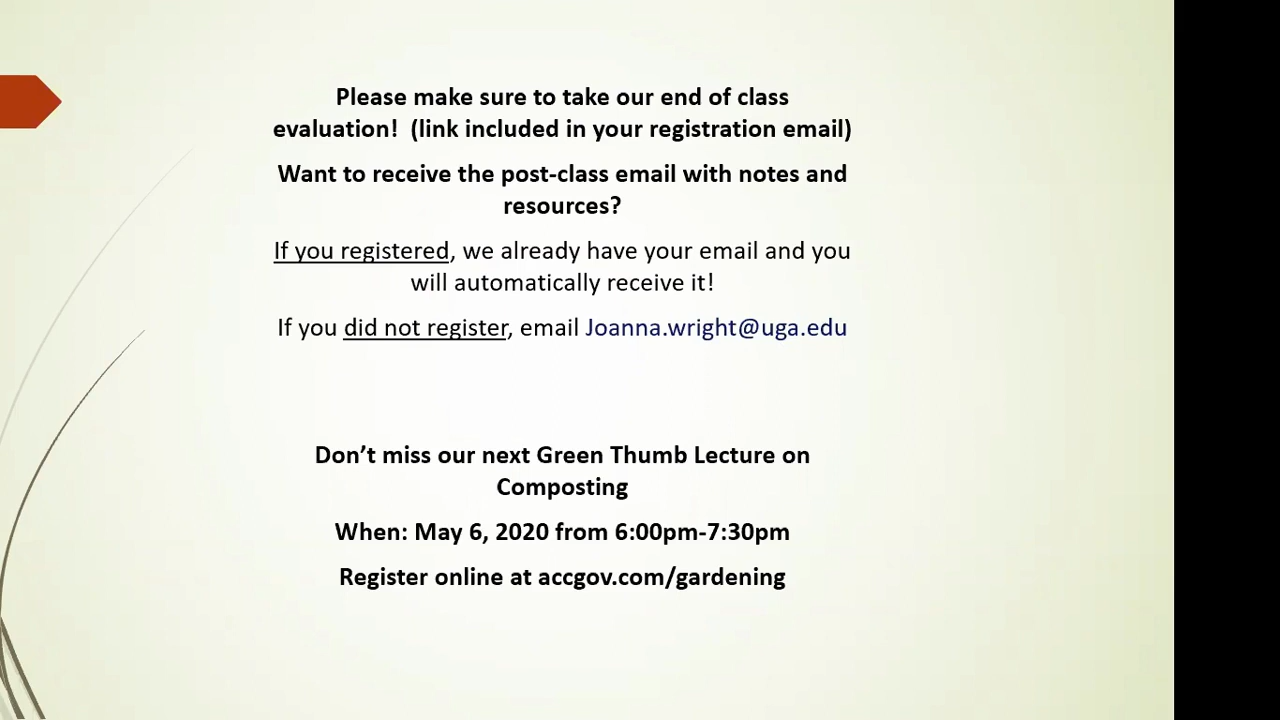 Please make sure to take our end of class
evaluation!  (link included in your registration email)
Want to receive the post-class email with notes and
resources?
If you registered, we already have your email and you
will automatically receive it!
If you did not register, email Joanna.wright@uga.edu
Don’t miss our next Green Thumb Lecture on
Composting
When: May 6, 2020 from 6:00pm-7:30pm
Register online at accgov.com/gardening